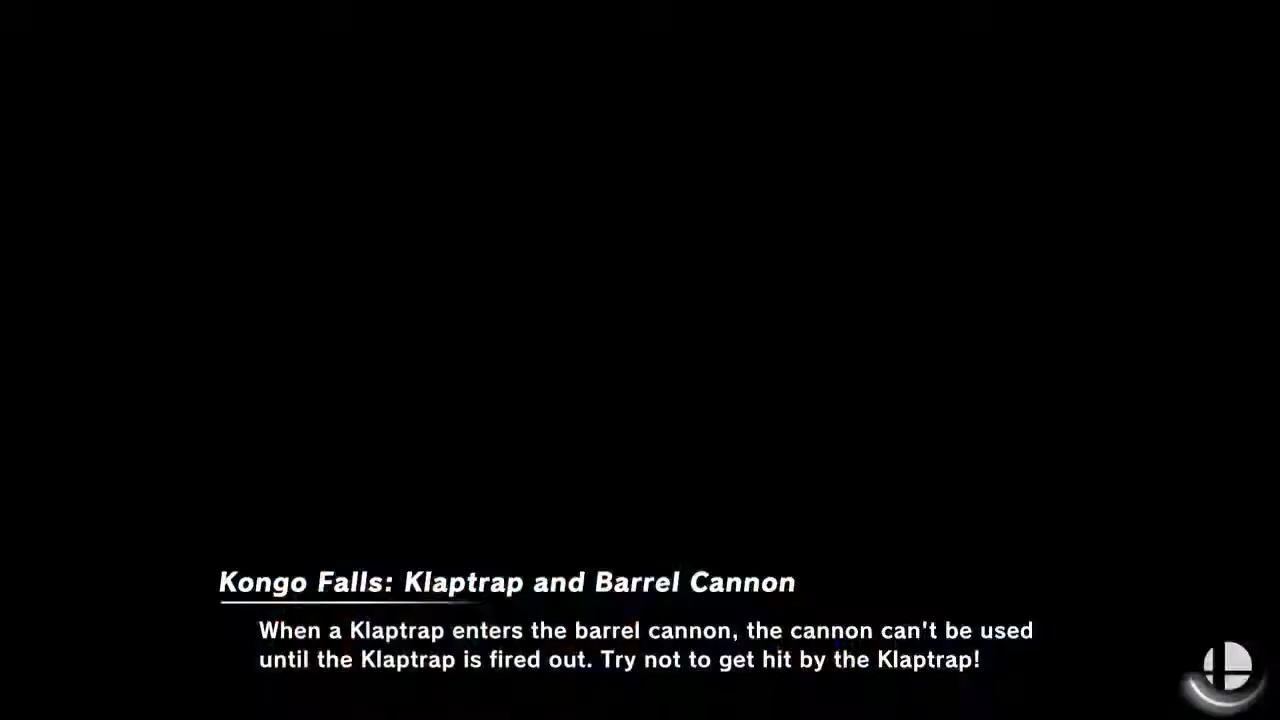 Kongo Falls: Klaptrap and Barrel Cannon
When a Klaptrap enters the barrel cannon, the cannon can't be used
until the Klaptrap is fired out. Try not to get hit by the Klaptrap!